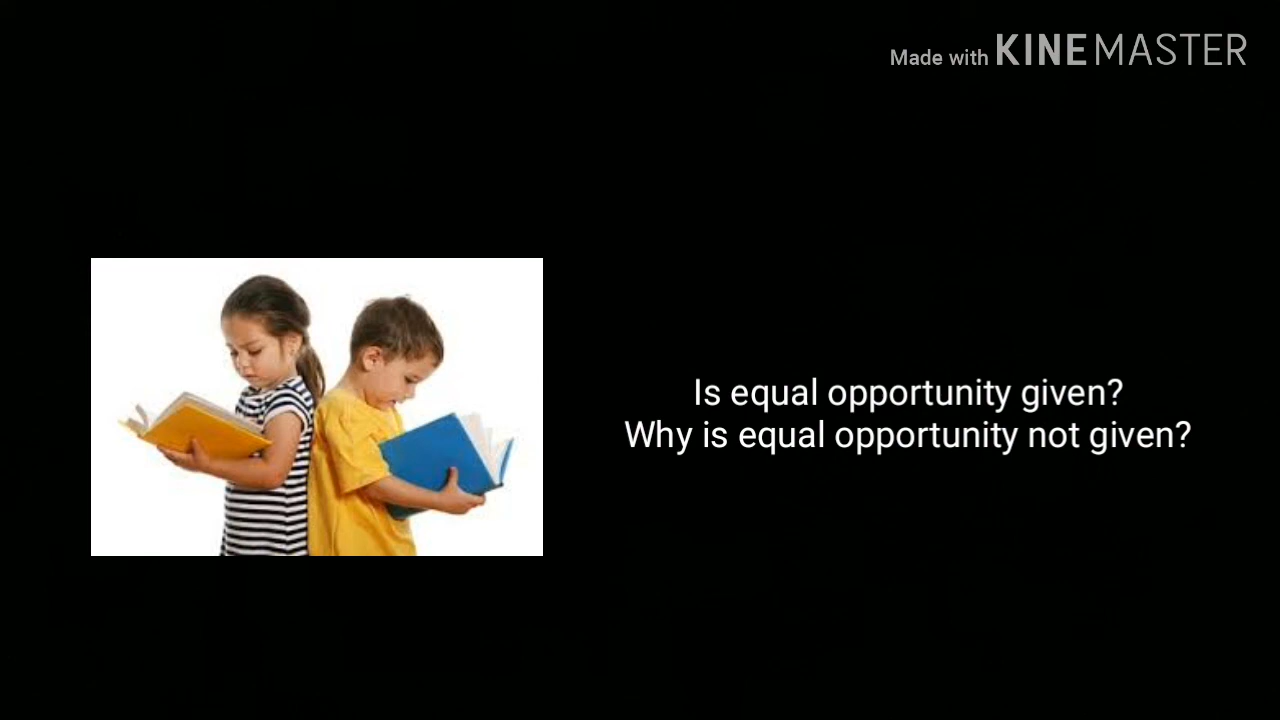 Made with KINEMASTER
Is equal opportunity given?
Why is equal opportunity not given?